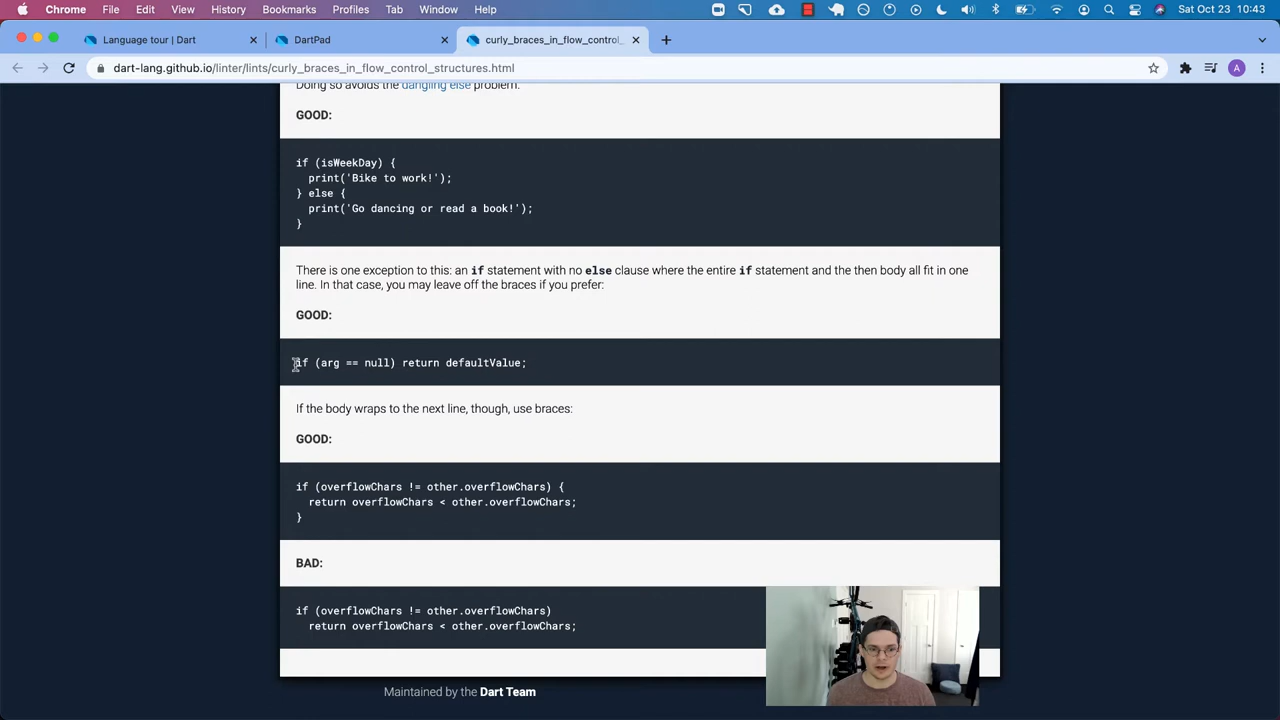 Chrome File Edit View History Bookmarks Profiles Tab Window Help Sat Oct 23 10:43
Language tour | Dart DartPad curly_braces_in_flow_control_
dart-lang.github.io/linter/lints/curly_braces_in_flow_control_structures.html
A
Doing so avoids the dangling else problem.
GOOD:
if (isWeekDay) {
print('Bike to work!');
} else {
print('Go dancing or read a book!');
}
There is one exception to this: an if statement with no else clause where the entire if statement and the then body all fit in one
line. In that case, you may leave off the braces if you prefer:
GOOD:
if (arg == null) return defaultValue;
If the body wraps to the next line, though, use braces:
GOOD:
if (overflowChars != other.overflowChars) {
return overflowChars < other.overflowChars;
}
BAD:
if (overflowChars != other.overflowChars)
return overflowChars < other.overflowChars;
Maintained by the Dart Team